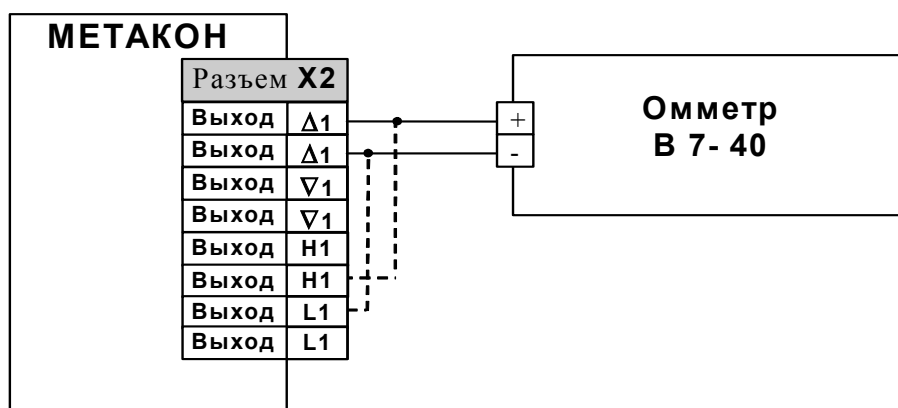 МЕТАКОН
Разъем X2
Выход Δ1
Выход Δ1
Выход ∇1
Выход ∇1
Выход H1
Выход H1
Выход L1
Выход L1
+
-
Омметр
В 7- 40